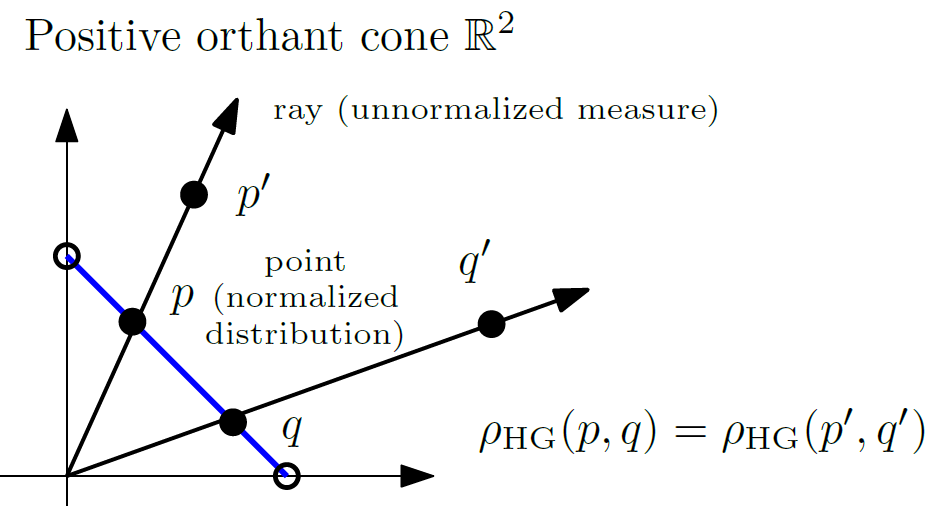 Positive orthant cone ℝ²
ray (unnormalized measure)
p′
point
q′
p (normalized
distribution)
q
ρ_HG(p, q) = ρ_HG(p′, q′)